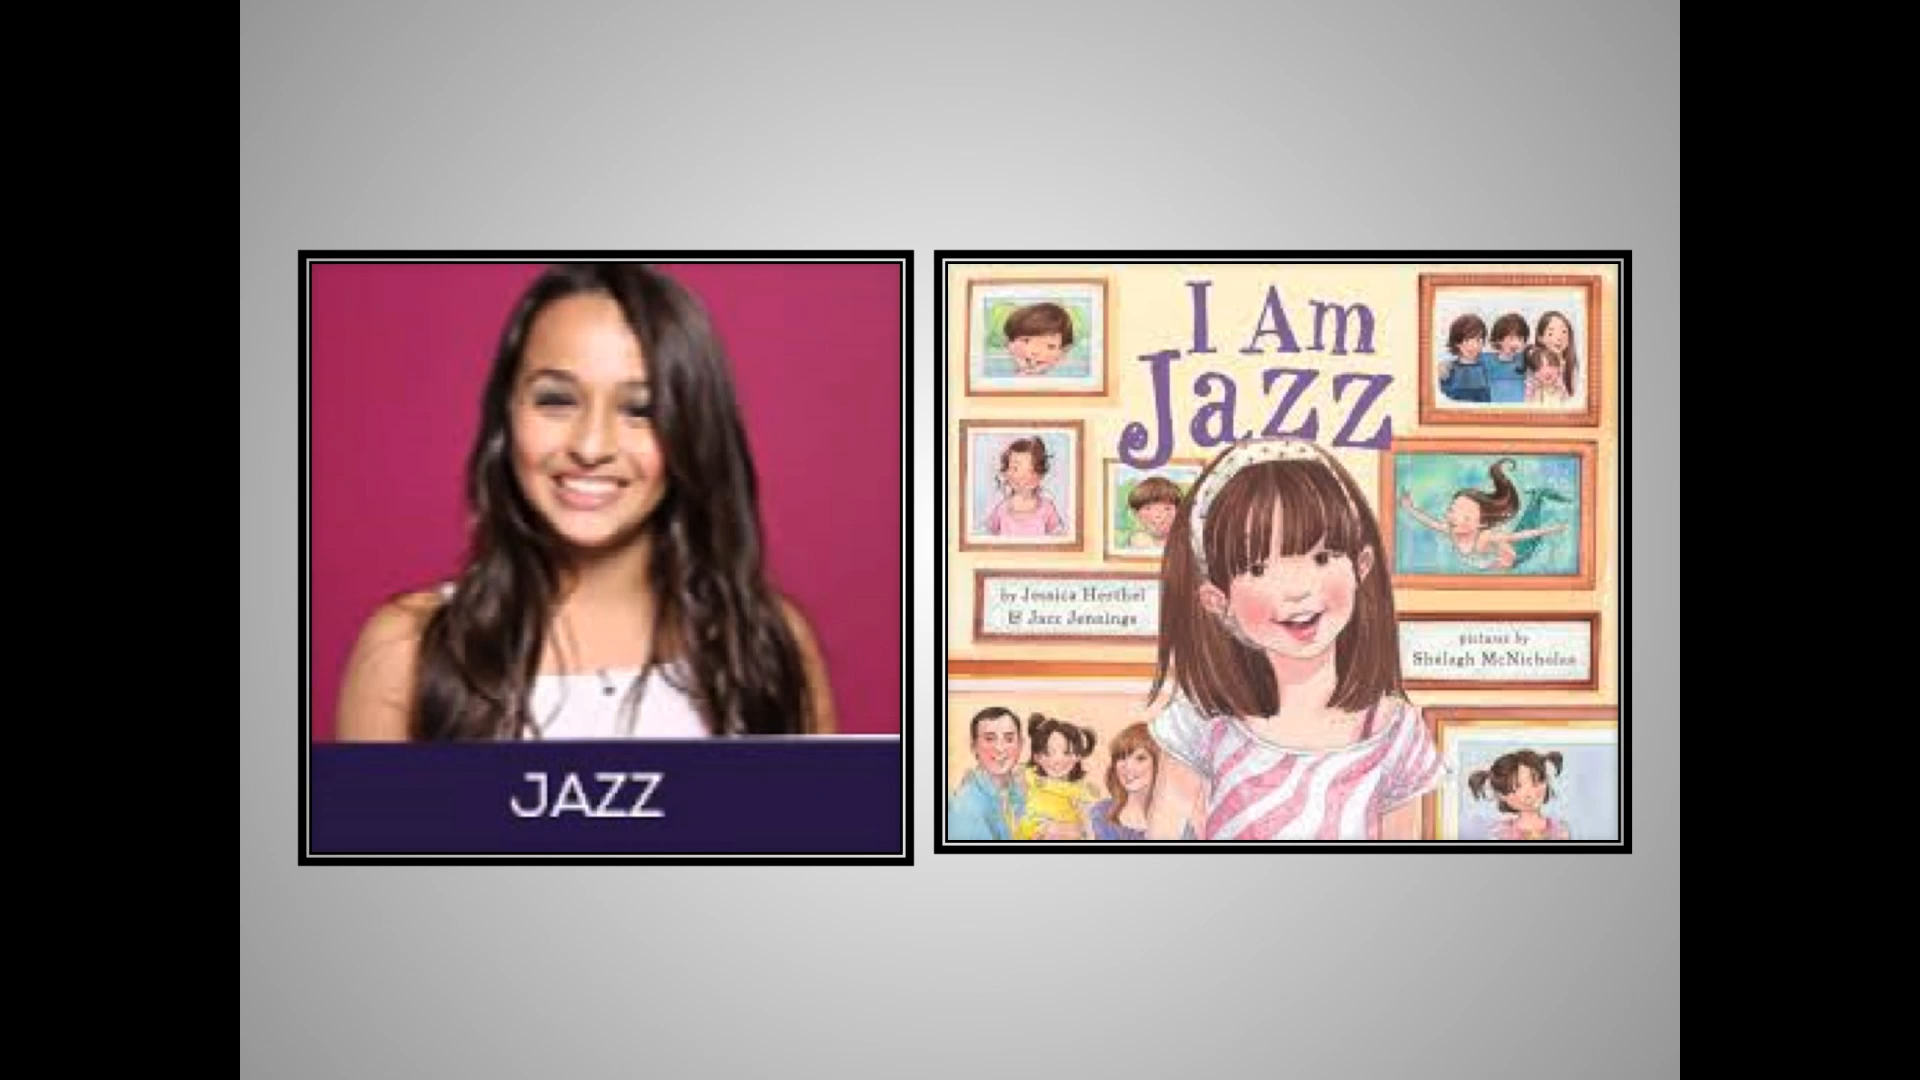 JAZZ
I Am
Jazz
by Jessica Herthel
& Jazz Jennings
pictures by
Shelagh McNicholas